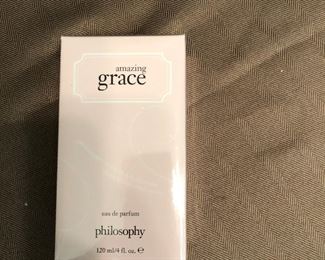 amazing
grace
eau de parfum
philosophy
120 ml/4 fl. oz. ℮